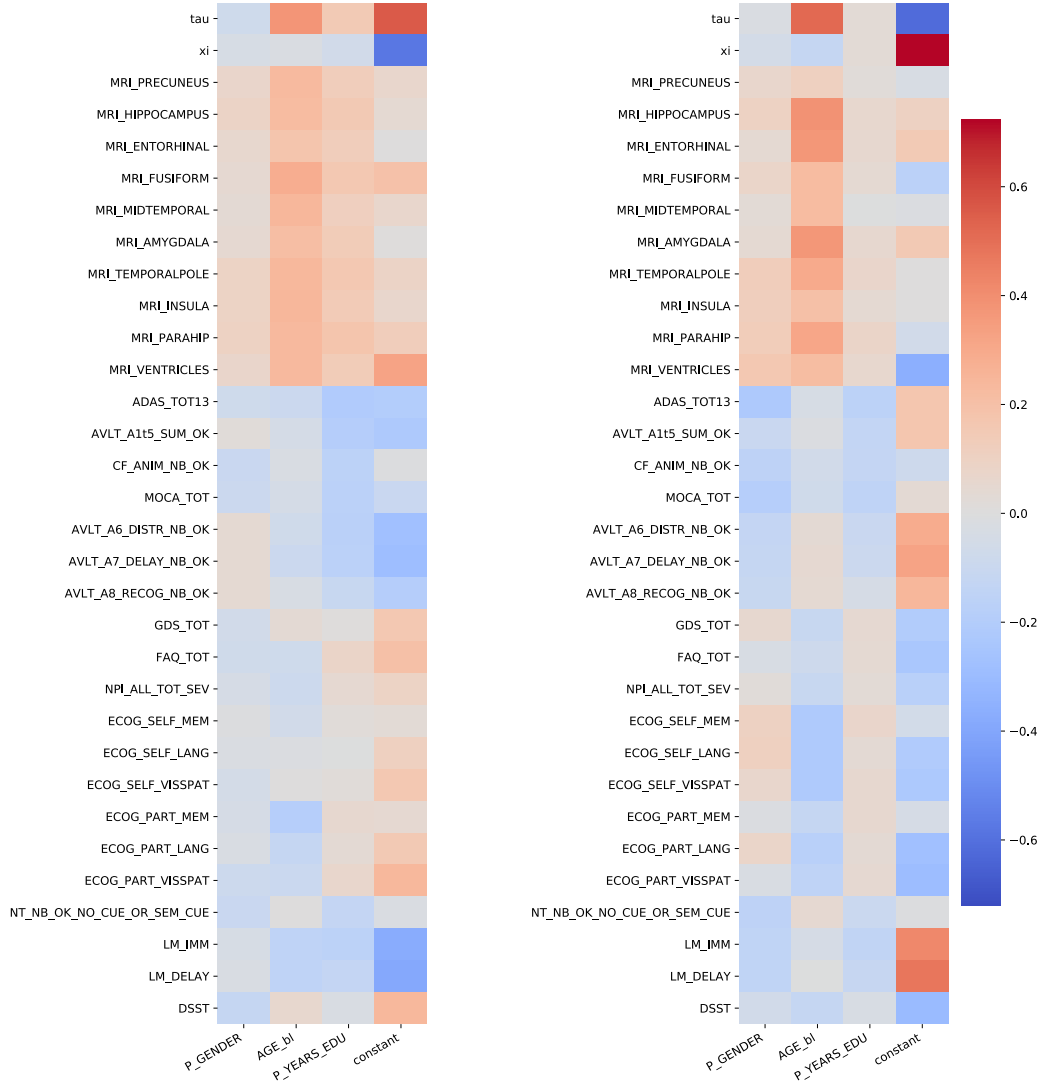 tau
xi
MRI_PRECUNEUS
MRI_HIPPOCAMPUS
MRI_ENTORHINAL
MRI_FUSIFORM
MRI_MIDTEMPORAL
MRI_AMYGDALA
MRI_TEMPORALPOLE
MRI_INSULA
MRI_PARAHIP
MRI_VENTRICLES
ADAS_TOT13
AVLT_A1t5_SUM_OK
CF_ANIM_NB_OK
MOCA_TOT
AVLT_A6_DISTR_NB_OK
AVLT_A7_DELAY_NB_OK
AVLT_A8_RECOG_NB_OK
GDS_TOT
FAQ_TOT
NPI_ALL_TOT_SEV
ECOG_SELF_MEM
ECOG_SELF_LANG
ECOG_SELF_VISSPAT
ECOG_PART_MEM
ECOG_PART_LANG
ECOG_PART_VISSPAT
NT_NB_OK_NO_CUE_OR_SEM_CUE
LM_IMM
LM_DELAY
DSST
P_GENDER
AGE_bl
P_YEARS_EDU
constant
tau
xi
MRI_PRECUNEUS
MRI_HIPPOCAMPUS
MRI_ENTORHINAL
MRI_FUSIFORM
MRI_MIDTEMPORAL
MRI_AMYGDALA
MRI_TEMPORALPOLE
MRI_INSULA
MRI_PARAHIP
MRI_VENTRICLES
ADAS_TOT13
AVLT_A1t5_SUM_OK
CF_ANIM_NB_OK
MOCA_TOT
AVLT_A6_DISTR_NB_OK
AVLT_A7_DELAY_NB_OK
AVLT_A8_RECOG_NB_OK
GDS_TOT
FAQ_TOT
NPI_ALL_TOT_SEV
ECOG_SELF_MEM
ECOG_SELF_LANG
ECOG_SELF_VISSPAT
ECOG_PART_MEM
ECOG_PART_LANG
ECOG_PART_VISSPAT
NT_NB_OK_NO_CUE_OR_SEM_CUE
LM_IMM
LM_DELAY
DSST
P_GENDER
AGE_bl
P_YEARS_EDU
constant
0.6
0.4
0.2
0.0
−0.2
−0.4
−0.6